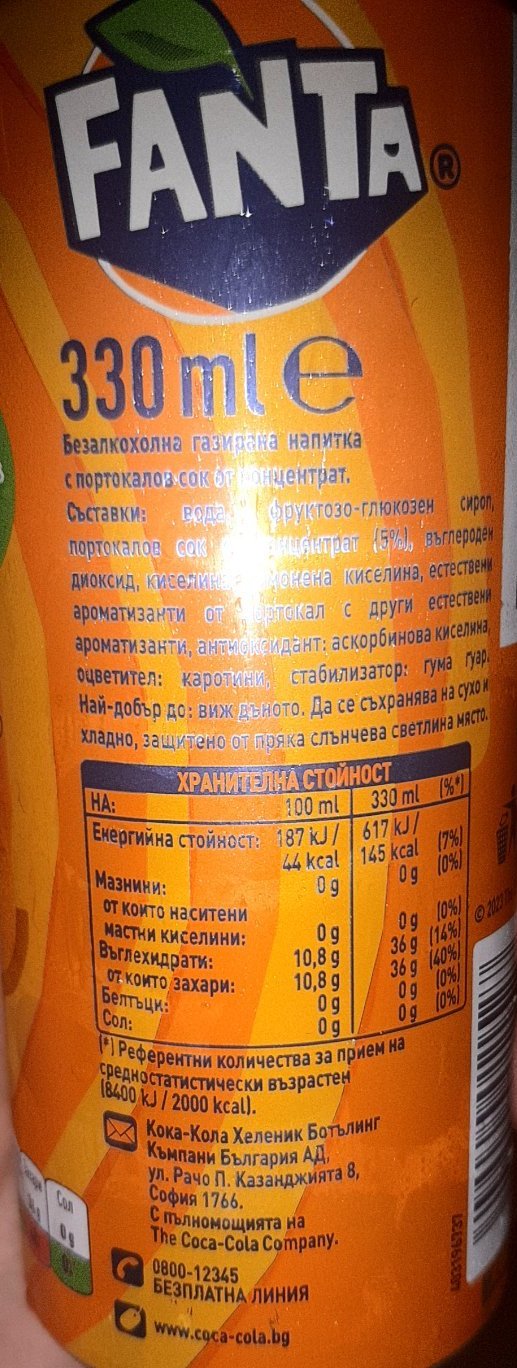 FANTA®
330 ml e
Безалкохолна газирана напитка
с портокалов сок от концентрат.
Съставки: вода, фруктозо-глюкозен сироп,
портокалов сок концентрат (5%), въглероден
диоксид, киселина: лимонена киселина, естествени
ароматизанти от портокал с други естествени
ароматизанти, антиоксидант: аскорбинова киселина,
оцветител: каротини, стабилизатор: гума гуар.
Най-добър до: виж дъното. Да се съхранява на сухо и
хладно, защитено от пряка слънчева светлина място.
ХРАНИТЕЛНА СТОЙНОСТ
НА: 100 ml 330 ml (%*)
Енергийна стойност: 187 kJ / 617 kJ /
44 kcal 145 kcal (7%)
Мазнини: 0 g 0 g (0%)
от които наситени
мастни киселини: 0 g 0 g (0%)
Въглехидрати: 10,8 g 36 g (14%)
от които захари: 10,8 g 36 g (40%)
Белтъци: 0 g 0 g (0%)
Сол: 0 g 0 g (0%)
(*) Референтни количества за прием на
средностатистически възрастен
(8400 kJ / 2000 kcal).
Кока-Кола Хеленик Ботълинг
Къмпани България АД,
ул. Рачо П. Казанджията 8,
София 1766.
С пълномощията на
The Coca-Cola Company.
0800-12345
БЕЗПЛАТНА ЛИНИЯ
www.coca-cola.bg
© 2023
Сол
0 g